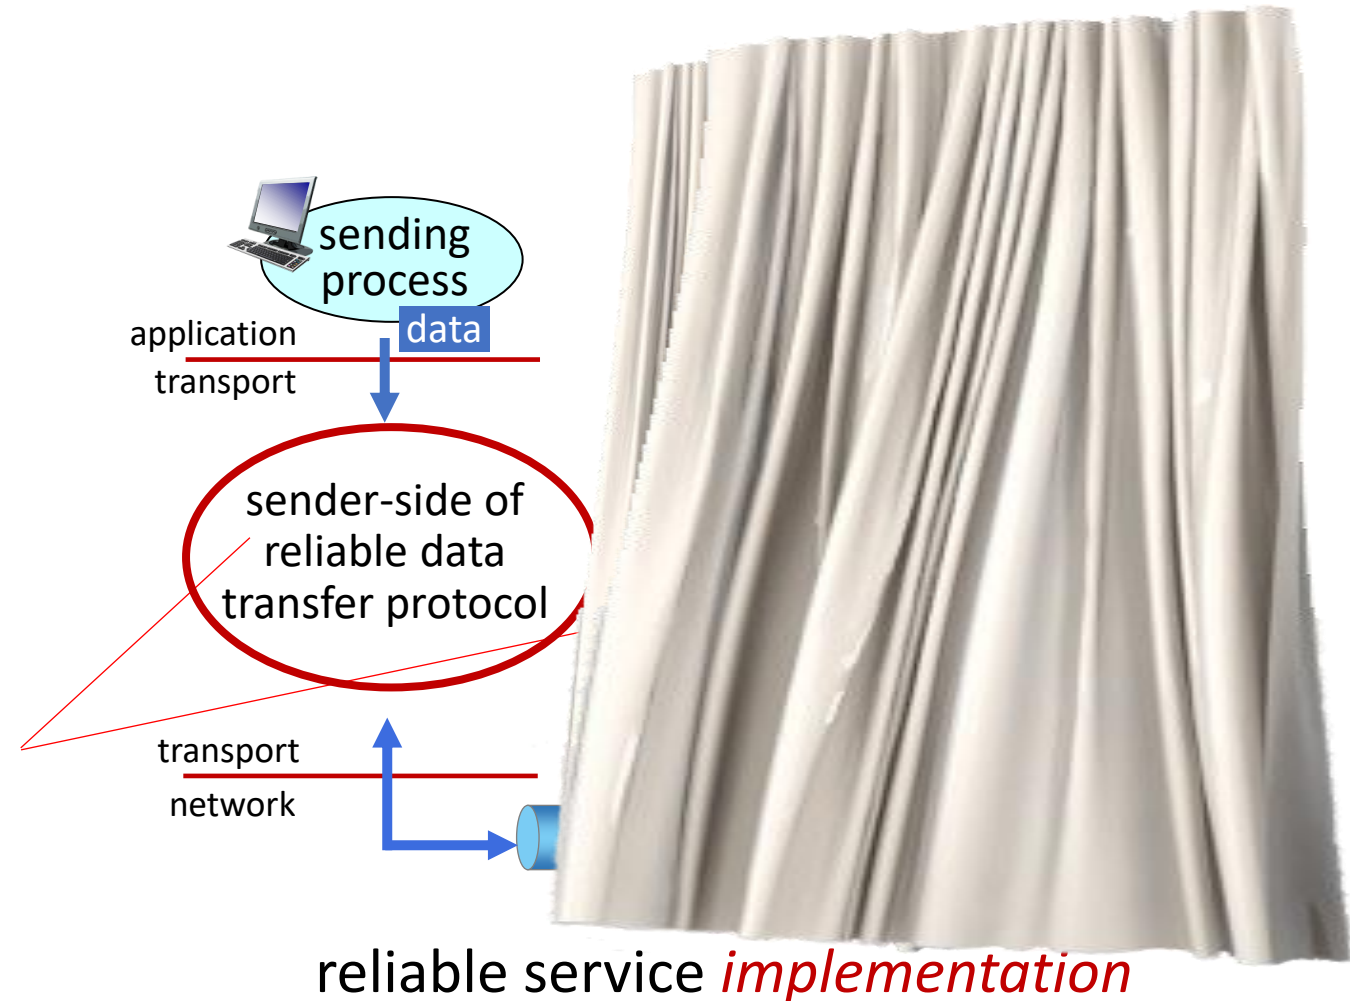 sending
process
data
application
transport
sender-side of
reliable data
transfer protocol
transport
network
reliable service implementation